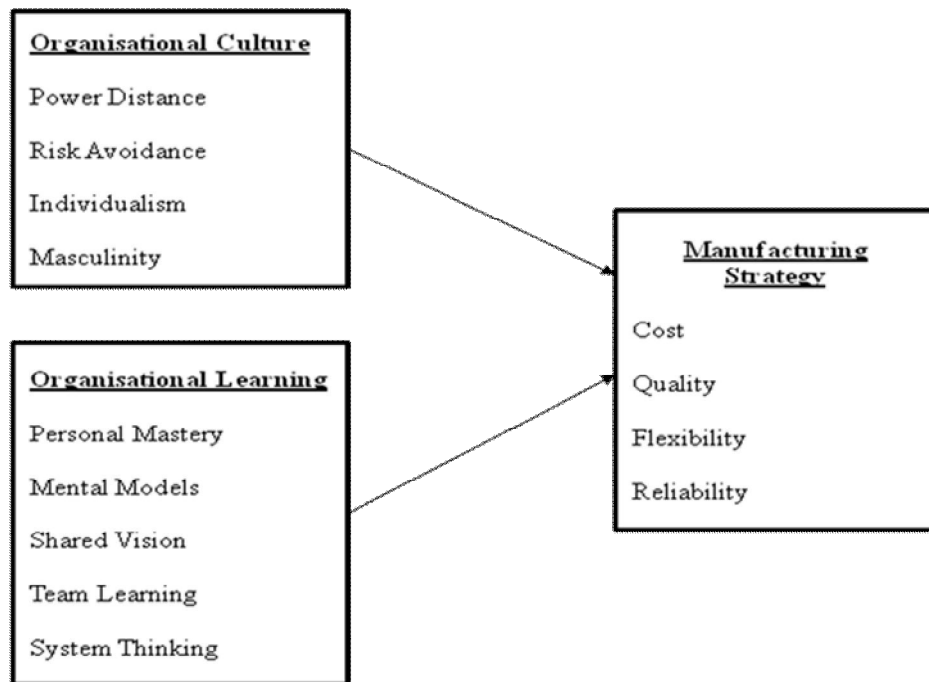 Organisational Culture
Power Distance
Risk Avoidance
Individualism
Masculinity
Organisational Learning
Personal Mastery
Mental Models
Shared Vision
Team Learning
System Thinking
Manufacturing
Strategy
Cost
Quality
Flexibility
Reliability